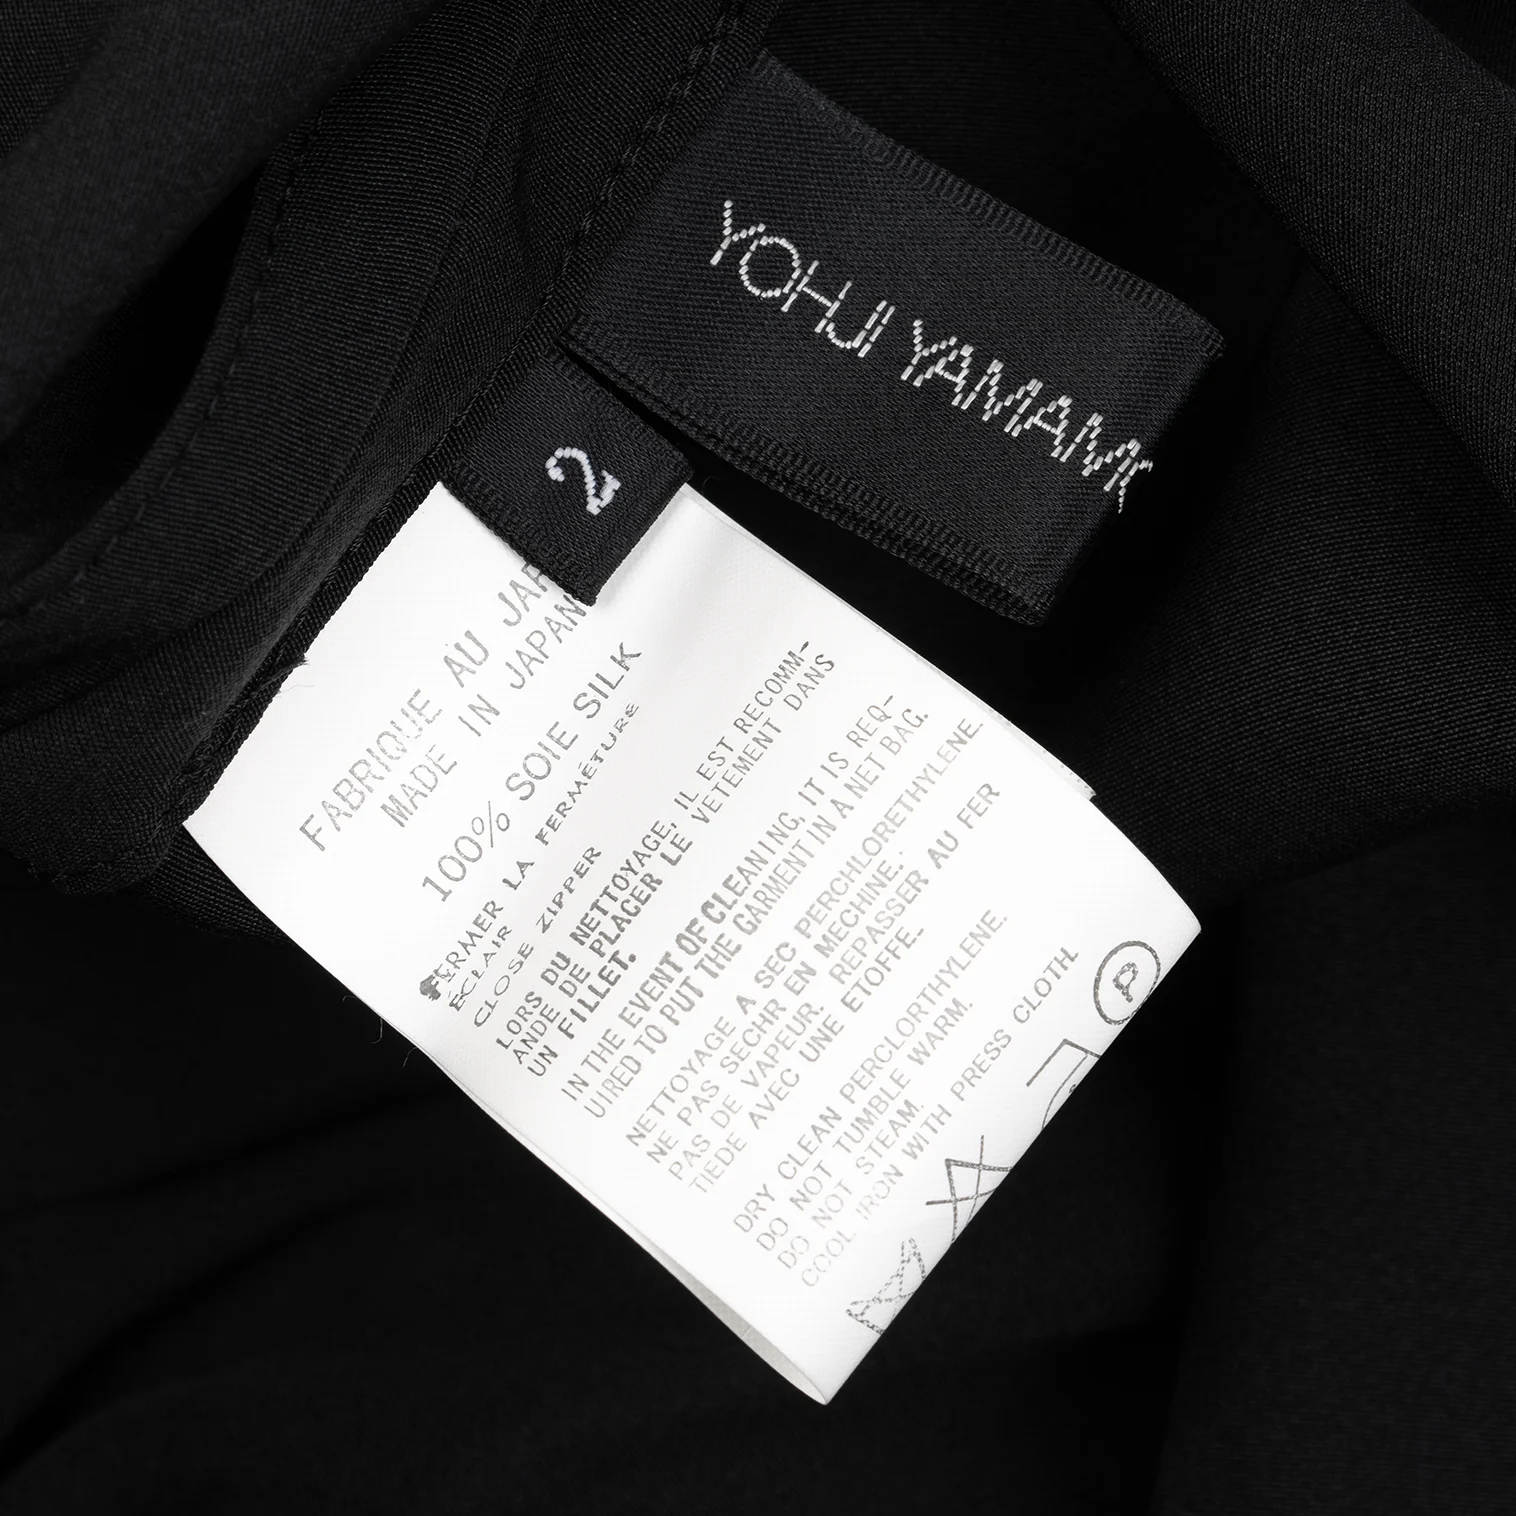 YOHJI YAMAMO
2
FABRIQUE AU JAP
MADE IN JAPAN
100% SOIE SILK
FERMER LA FERMÉTURE
ÉCLAIR
CLOSE ZIPPER
LORS DU NETTOYAGE, IL EST RECOMM-
ANDE DE PLAGER LE VETEMENT DANS
UN FILLET.
IN THE EVENT OF CLEANING, IT IS REQ-
UIRED TO PUT THE GARMENT IN A NET BAG.
NETTOYAGE A SEC PERCHLORETHYLENE.
NE PAS SECHR EN MECHINE.
PAS DE VAPEUR. REPASSER AU FER
TIEDE AVEC UNE ETOFFE.
DRY CLEAN PERCLORTHYLENE.
DO NOT TUMBLE WARM.
DO NOT STEAM.
COOL IRON WITH PRESS CLOTH.
P